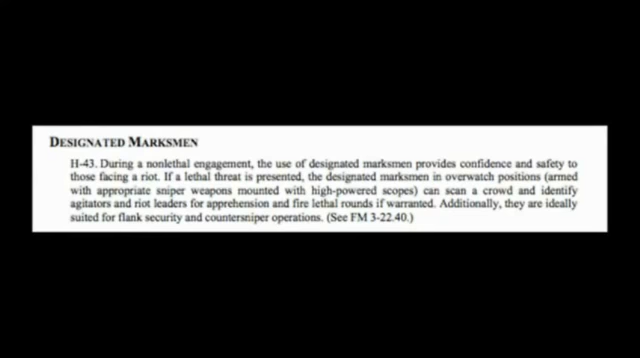 DESIGNATED MARKSMEN
H-43. During a nonlethal engagement, the use of designated marksmen provides confidence and safety to
those facing a riot. If a lethal threat is presented, the designated marksmen in overwatch positions (armed
with appropriate sniper weapons mounted with high-powered scopes) can scan a crowd and identify
agitators and riot leaders for apprehension and fire lethal rounds if warranted. Additionally, they are ideally
suited for flank security and countersniper operations. (See FM 3-22.40.)